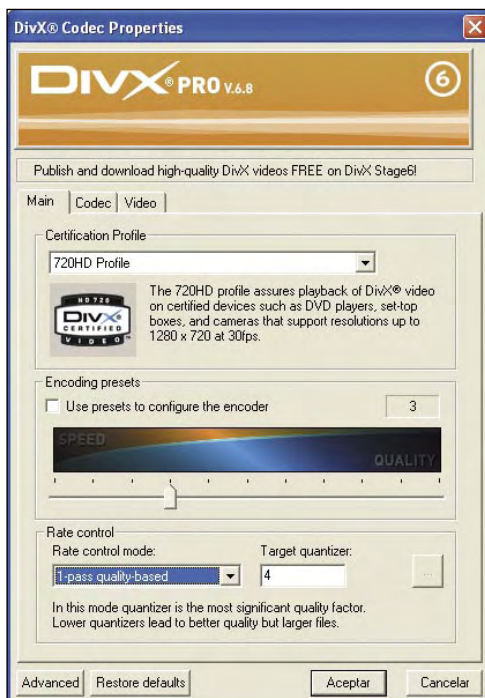 DivX® Codec Properties
DIVX® PRO V.6.8
6
Publish and download high-quality DivX videos FREE on DivX Stage6!
Main Codec Video
Certification Profile
720HD Profile
HD 720
DIVX
CERTIFIED
VIDEO
The 720HD profile assures playback of DivX® video
on certified devices such as DVD players, set-top
boxes, and cameras that support resolutions up to
1280 x 720 at 30fps.
Encoding presets
Use presets to configure the encoder 3
SPEED
QUALITY
Rate control
Rate control mode: Target quantizer:
1-pass quality-based 4 ...
In this mode quantizer is the most significant quality factor.
Lower quantizers lead to better quality but larger files.
Advanced Restore defaults Aceptar Cancelar